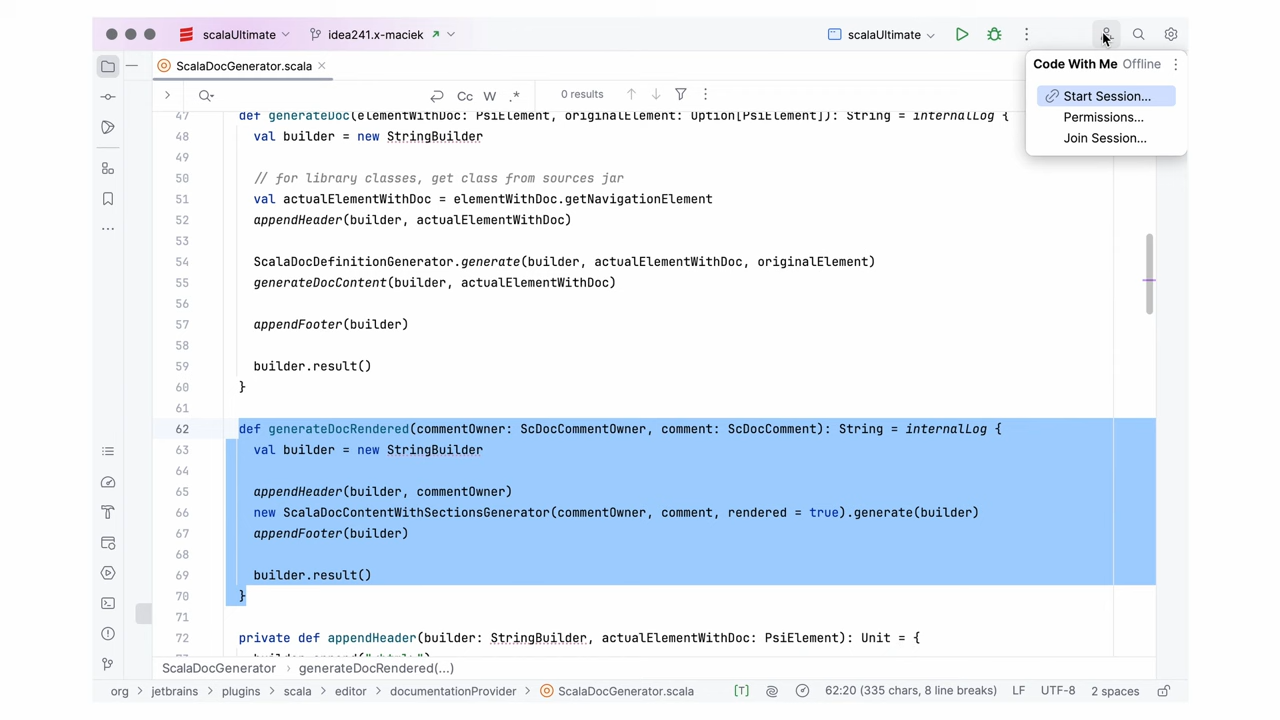 scalaUltimate
idea241.x-maciek
scalaUltimate
Code With Me Offline
Start Session...
Permissions...
Join Session...
ScalaDocGenerator.scala
Cc W .*
0 results
47 def generateDoc(elementWithDoc: PsiElement, originalElement: Option[PsiElement]): String = internalLog {
48 val builder = new StringBuilder
49
50 // for library classes, get class from sources jar
51 val actualElementWithDoc = elementWithDoc.getNavigationElement
52 appendHeader(builder, actualElementWithDoc)
53
54 ScalaDocDefinitionGenerator.generate(builder, actualElementWithDoc, originalElement)
55 generateDocContent(builder, actualElementWithDoc)
56
57 appendFooter(builder)
58
59 builder.result()
60 }
61
62 def generateDocRendered(commentOwner: ScDocCommentOwner, comment: ScDocComment): String = internalLog {
63 val builder = new StringBuilder
64
65 appendHeader(builder, commentOwner)
66 new ScalaDocContentWithSectionsGenerator(commentOwner, comment, rendered = true).generate(builder)
67 appendFooter(builder)
68
69 builder.result()
70 }
71
72 private def appendHeader(builder: StringBuilder, actualElementWithDoc: PsiElement): Unit = {
ScalaDocGenerator › generateDocRendered(...)
org › jetbrains › plugins › scala › editor › documentationProvider › ScalaDocGenerator.scala
[T] 62:20 (335 chars, 8 line breaks) LF UTF-8 2 spaces